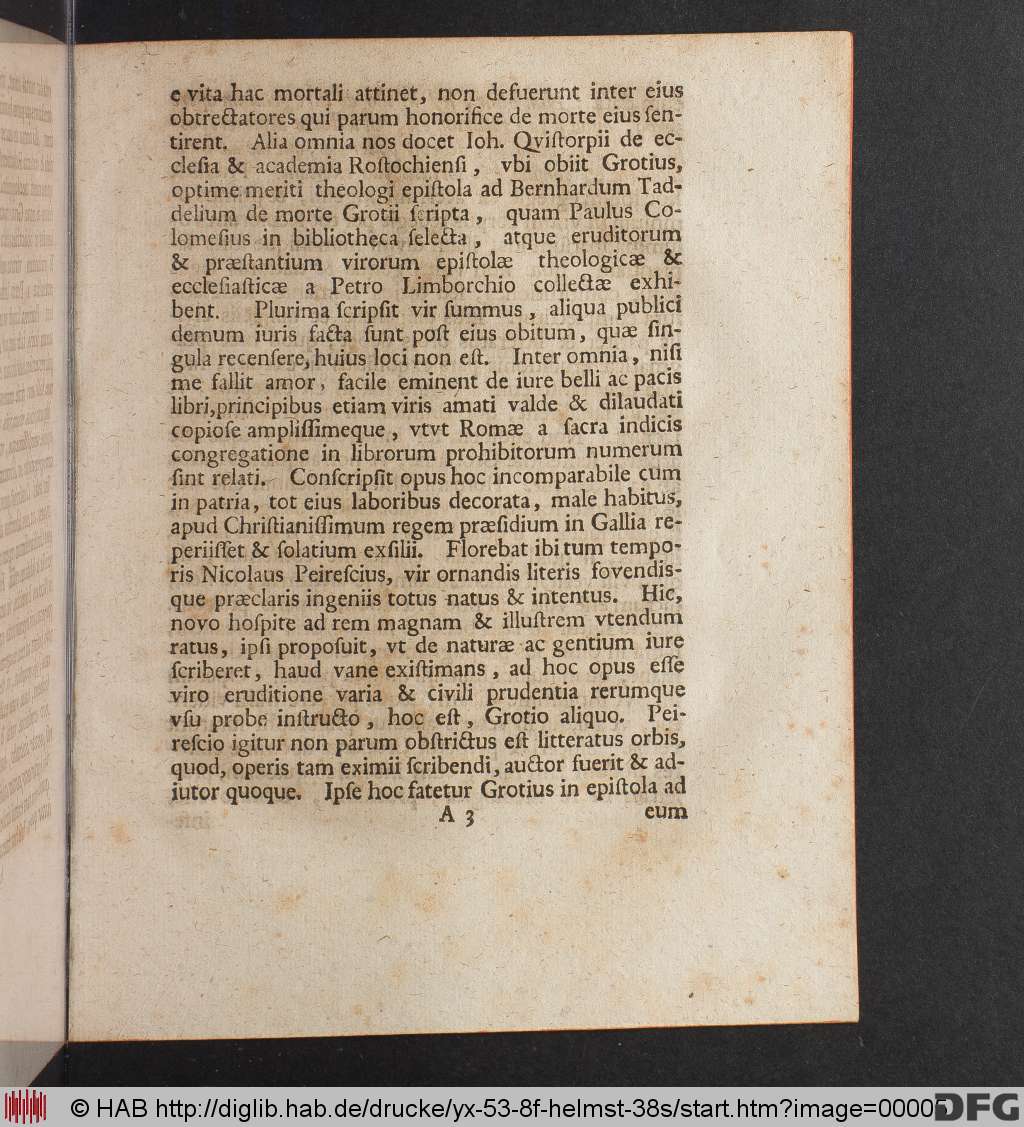 e vita hac mortali attinet, non defuerunt inter eius
obtrectatores qui parum honorifice de morte eius ſen-
tirent. Alia omnia nos docet Ioh. Qviſtorpii de ec-
cleſia & academia Roſtochienſi, vbi obiit Grotius,
optime meriti theologi epiſtola ad Bernhardum Tad-
delium de morte Grotii ſcripta, quam Paulus Co-
lomeſius in bibliotheca ſelecta, atque eruditorum
& præſtantium virorum epiſtolæ theologicæ &
eccleſiaſticæ a Petro Limborchio collectæ exhi-
bent. Plurima ſcripſit vir ſummus, aliqua publici
demum iuris facta ſunt poſt eius obitum, quæ ſin-
gula recenſere, huius loci non eſt. Inter omnia, niſi
me fallit amor, facile eminent de iure belli ac pacis
libri, principibus etiam viris amati valde & dilaudati
copioſe ampliſſimeque, vtvt Romæ a ſacra indicis
congregatione in librorum prohibitorum numerum
ſint relati. Conſcripſit opus hoc incomparabile cum
in patria, tot eius laboribus decorata, male habitus,
apud Chriſtianiſſimum regem præſidium in Gallia re-
periiſſet & ſolatium exſilii. Florebat ibi tum tempo-
ris Nicolaus Peireſcius, vir ornandis literis fovendis-
que præclaris ingeniis totus natus & intentus. Hic,
novo hoſpite ad rem magnam & illuſtrem vtendum
ratus, ipſi propoſuit, vt de naturæ ac gentium iure
ſcriberet, haud vane exiſtimans, ad hoc opus eſſe
viro eruditione varia & civili prudentia rerumque
vſu probe inſtructo, hoc eſt, Grotio aliquo. Pei-
reſcio igitur non parum obſtrictus eſt litteratus orbis,
quod, operis tam eximii ſcribendi, auctor fuerit & ad-
iutor quoque. Ipſe hoc fatetur Grotius in epiſtola ad
A 3 eum
© HAB http://diglib.hab.de/drucke/yx-53-8f-helmst-38s/start.htm?image=00005
DFG